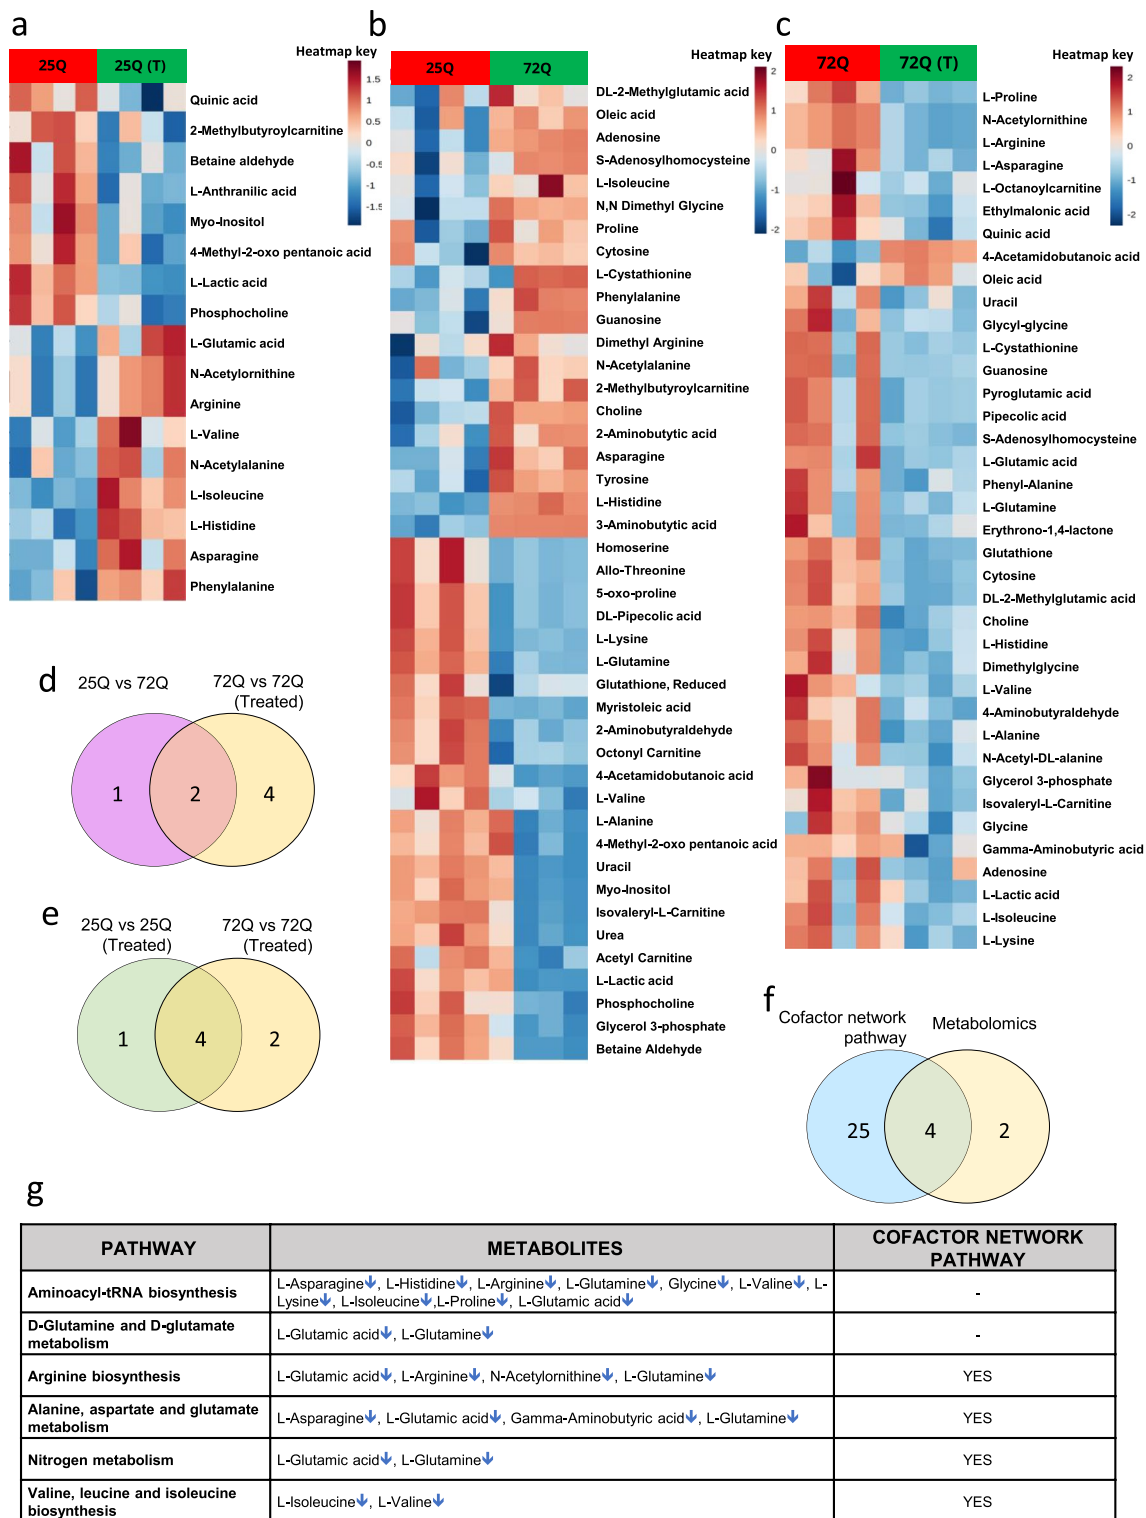 a
Heatmap key
25Q
25Q (T)
1.5
1
0.5
0
-0.5
-1
-1.5
Quinic acid
2-Methylbutyroylcarnitine
Betaine aldehyde
L-Anthranilic acid
Myo-Inositol
4-Methyl-2-oxo pentanoic acid
L-Lactic acid
Phosphocholine
L-Glutamic acid
N-Acetylornithine
Arginine
L-Valine
N-Acetylalanine
L-Isoleucine
L-Histidine
Asparagine
Phenylalanine
b
Heatmap key
25Q
72Q
2
1
0
-1
-2
DL-2-Methylglutamic acid
Oleic acid
Adenosine
S-Adenosylhomocysteine
L-Isoleucine
N,N Dimethyl Glycine
Proline
Cytosine
L-Cystathionine
Phenylalanine
Guanosine
Dimethyl Arginine
N-Acetylalanine
2-Methylbutyroylcarnitine
Choline
2-Aminobutytic acid
Asparagine
Tyrosine
L-Histidine
3-Aminobutytic acid
Homoserine
Allo-Threonine
5-oxo-proline
DL-Pipecolic acid
L-Lysine
L-Glutamine
Glutathione, Reduced
Myristoleic acid
2-Aminobutyraldehyde
Octonyl Carnitine
4-Acetamidobutanoic acid
L-Valine
L-Alanine
4-Methyl-2-oxo pentanoic acid
Uracil
Myo-Inositol
Isovaleryl-L-Carnitine
Urea
Acetyl Carnitine
L-Lactic acid
Phosphocholine
Glycerol 3-phosphate
Betaine Aldehyde
c
Heatmap key
72Q
72Q (T)
2
1
0
-1
-2
L-Proline
N-Acetylornithine
L-Arginine
L-Asparagine
L-Octanoylcarnitine
Ethylmalonic acid
Quinic acid
4-Acetamidobutanoic acid
Oleic acid
Uracil
Glycyl-glycine
L-Cystathionine
Guanosine
Pyroglutamic acid
Pipecolic acid
S-Adenosylhomocysteine
L-Glutamic acid
Phenyl-Alanine
L-Glutamine
Erythrono-1,4-lactone
Glutathione
Cytosine
DL-2-Methylglutamic acid
Choline
L-Histidine
Dimethylglycine
L-Valine
4-Aminobutyraldehyde
L-Alanine
N-Acetyl-DL-alanine
Glycerol 3-phosphate
Isovaleryl-L-Carnitine
Glycine
Gamma-Aminobutyric acid
Adenosine
L-Lactic acid
L-Isoleucine
L-Lysine
d
25Q vs 72Q
72Q vs 72Q
(Treated)
1
2
4
e
25Q vs 25Q
(Treated)
72Q vs 72Q
(Treated)
1
4
2
f
Cofactor network
pathway
Metabolomics
25
4
2
g
PATHWAY
METABOLITES
COFACTOR NETWORK
PATHWAY
Aminoacyl-tRNA biosynthesis
L-Asparagine↓, L-Histidine↓, L-Arginine↓, L-Glutamine↓, Glycine↓, L-Valine↓, L-
Lysine↓, L-Isoleucine↓,L-Proline↓, L-Glutamic acid↓
-
D-Glutamine and D-glutamate
metabolism
L-Glutamic acid↓, L-Glutamine↓
-
Arginine biosynthesis
L-Glutamic acid↓, L-Arginine↓, N-Acetylornithine↓, L-Glutamine↓
YES
Alanine, aspartate and glutamate
metabolism
L-Asparagine↓, L-Glutamic acid↓, Gamma-Aminobutyric acid↓, L-Glutamine↓
YES
Nitrogen metabolism
L-Glutamic acid↓, L-Glutamine↓
YES
Valine, leucine and isoleucine
biosynthesis
L-Isoleucine↓, L-Valine↓
YES